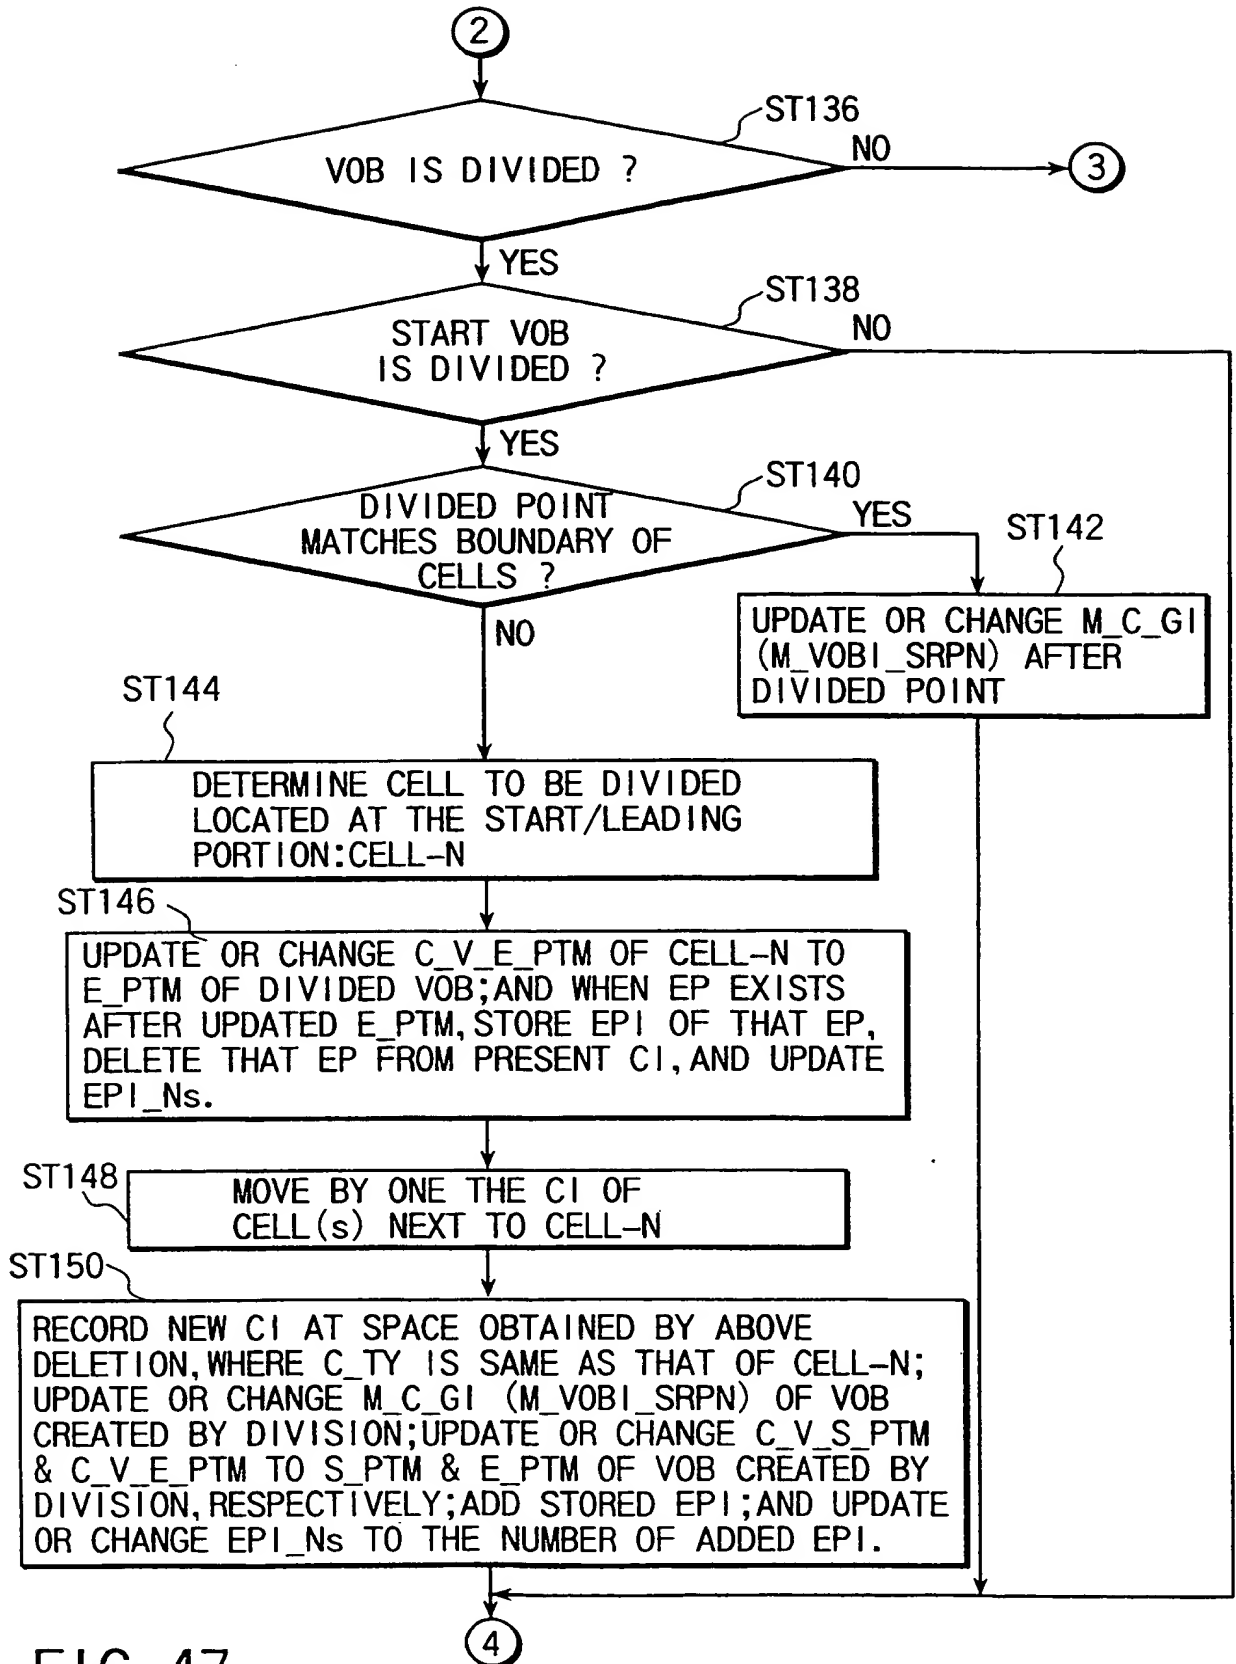 2
ST136
VOB IS DIVIDED ?
NO
3
YES
ST138
START VOB
IS DIVIDED ?
NO
YES
ST140
DIVIDED POINT
MATCHES BOUNDARY OF
CELLS ?
YES
ST142
NO
UPDATE OR CHANGE M_C_GI
(M_VOBI_SRPN) AFTER
DIVIDED POINT
ST144
DETERMINE CELL TO BE DIVIDED
LOCATED AT THE START/LEADING
PORTION:CELL-N
ST146
UPDATE OR CHANGE C_V_E_PTM OF CELL-N TO
E_PTM OF DIVIDED VOB;AND WHEN EP EXISTS
AFTER UPDATED E_PTM,STORE EPI OF THAT EP,
DELETE THAT EP FROM PRESENT CI,AND UPDATE
EPI_Ns.
ST148
MOVE BY ONE THE CI OF
CELL(s) NEXT TO CELL-N
ST150
RECORD NEW CI AT SPACE OBTAINED BY ABOVE
DELETION,WHERE C_TY IS SAME AS THAT OF CELL-N;
UPDATE OR CHANGE M_C_GI (M_VOBI_SRPN) OF VOB
CREATED BY DIVISION;UPDATE OR CHANGE C_V_S_PTM
& C_V_E_PTM TO S_PTM & E_PTM OF VOB CREATED BY
DIVISION,RESPECTIVELY;ADD STORED EPI;AND UPDATE
OR CHANGE EPI_Ns TO THE NUMBER OF ADDED EPI.
4
FIG.47